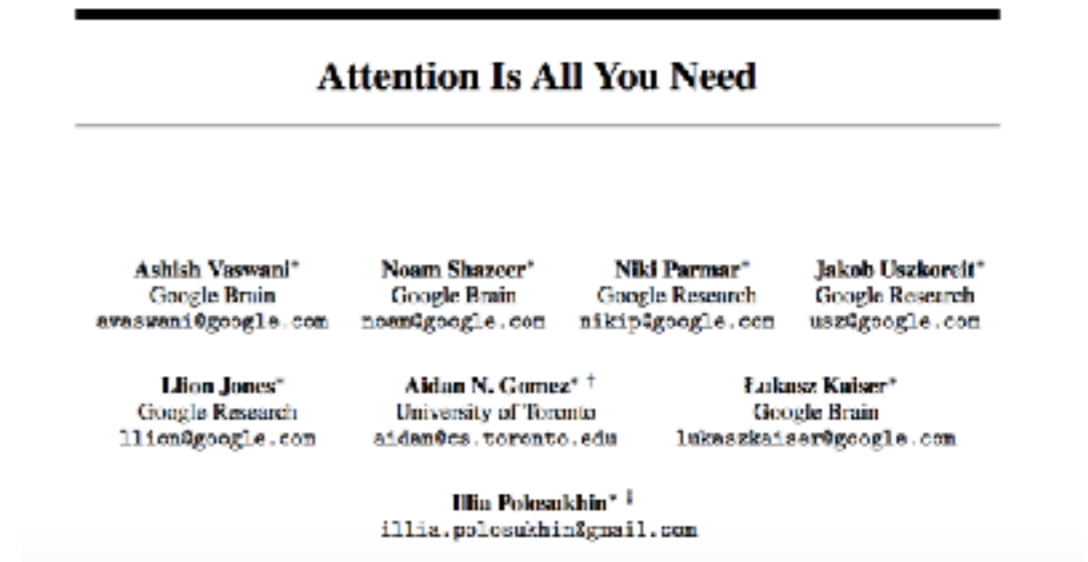 Attention Is All You Need
Ashish Vaswani* Noam Shazeer* Niki Parmar* Jakob Uszkoreit*
Google Brain Google Brain Google Research Google Research
avaswani@google.com noam@google.com nikip@google.com usz@google.com
Llion Jones* Aidan N. Gomez* † Łukasz Kaiser*
Google Research University of Toronto Google Brain
llion@google.com aidan@cs.toronto.edu lukaszkaiser@google.com
Illia Polosukhin* ‡
illia.polosukhin@gmail.com